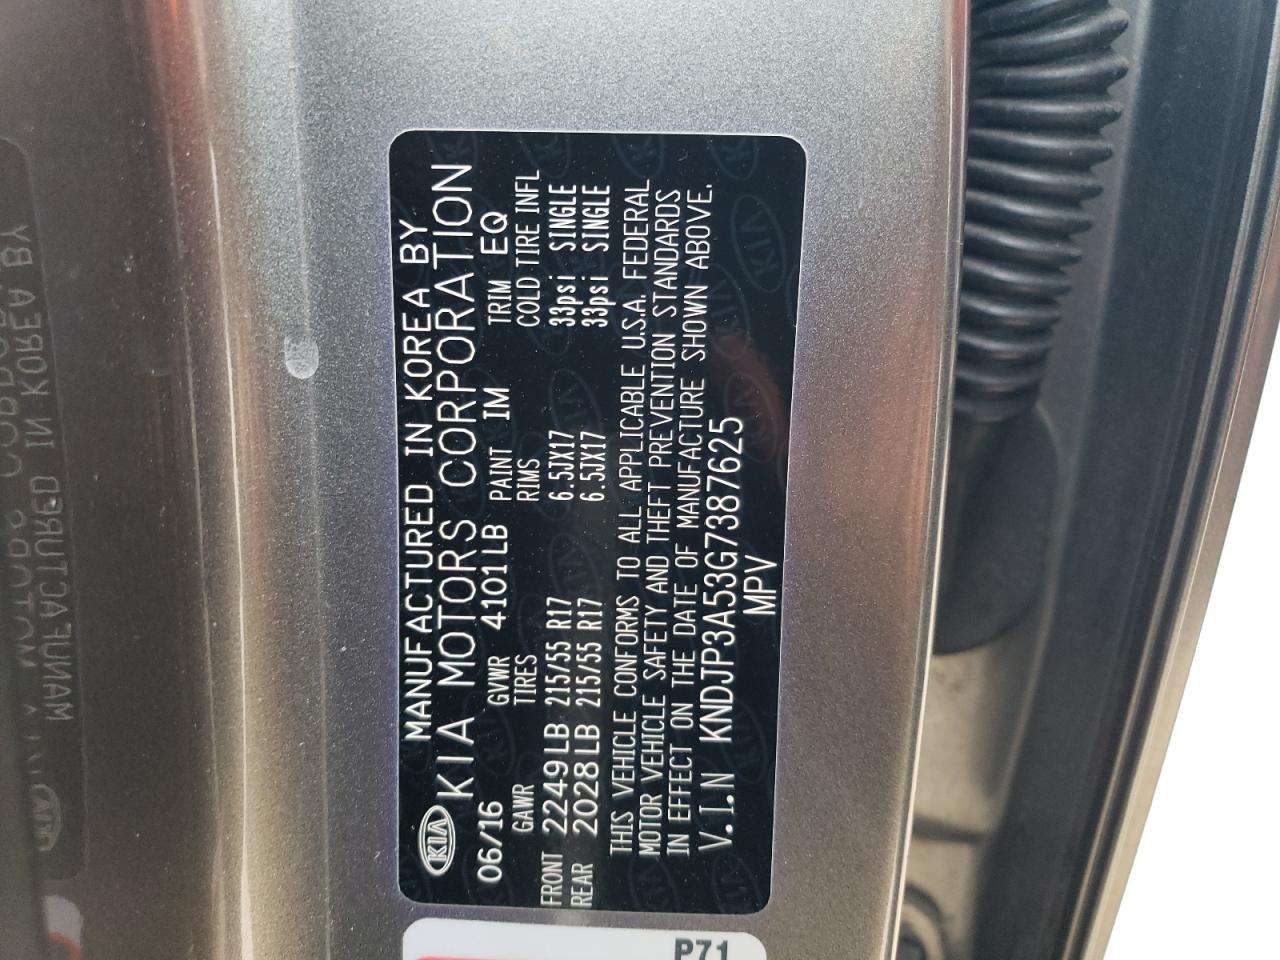 MANUFACTURED IN KOREA BY
KIA KIA MOTORS CORPORATION
06/16 GVWR 4101LB PAINT IM TRIM EQ
GAWR TIRES RIMS COLD TIRE INFL
FRONT 2249LB 215/55 R17 6.5JX17 33psi SINGLE
REAR 2028LB 215/55 R17 6.5JX17 33psi SINGLE
THIS VEHICLE CONFORMS TO ALL APPLICABLE U.S.A. FEDERAL
MOTOR VEHICLE SAFETY AND THEFT PREVENTION STANDARDS
IN EFFECT ON THE DATE OF MANUFACTURE SHOWN ABOVE.
V.I.N KNDJP3A53G7387625
MPV
P71